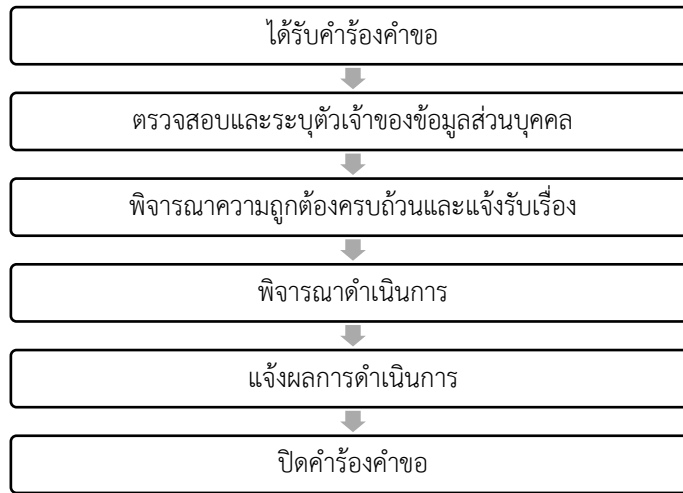 ได้รับคำร้องคำขอ
ตรวจสอบและระบุตัวเจ้าของข้อมูลส่วนบุคคล
พิจารณาความถูกต้องครบถ้วนและแจ้งรับเรื่อง
พิจารณาดำเนินการ
แจ้งผลการดำเนินการ
ปิดคำร้องคำขอ